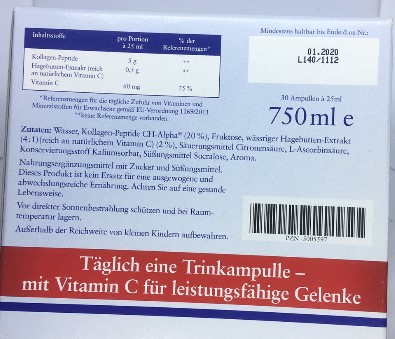 Inhaltsstoffe: pro Portion à 25 ml % der Referenzmengen*
Kollagen-Peptide 5 g **
Hagebutten-Extrakt (reich an natürlichem Vitamin C) 0,5 g **
Vitamin C 60 mg 75 %
*Referenzmengen für die tägliche Zufuhr von Vitaminen und
Mineralstoffen für Erwachsene gemäß EU-Verordnung 1169/2011
**keine Referenzmenge vorhanden.
Mindestens haltbar bis Ende/Lot-Nr.:
01.2020
L140/1112
30 Ampullen à 25ml
750 ml e
Zutaten: Wasser, Kollagen-Peptide CH-Alpha® (20 %), Fruktose, wässriger Hagebutten-Extrakt
(4:1)(reich an natürlichem Vitamin C) (2 %), Säuerungsmittel Citronensäure, L-Ascorbinsäure,
Konservierungsstoff Kaliumsorbat, Süßungsmittel Sucralose, Aroma.
Nahrungsergänzungsmittel mit Zucker und Süßungsmittel.
Dieses Produkt ist kein Ersatz für eine ausgewogene und
abwechslungsreiche Ernährung. Achten Sie auf eine gesunde
Lebensweise.
Vor direkter Sonnenbestrahlung schützen und bei Raum-
temperatur lagern.
Außerhalb der Reichweite von kleinen Kindern aufbewahren.
PZN -5005597
Täglich eine Trinkampulle –
mit Vitamin C für leistungsfähige Gelenke